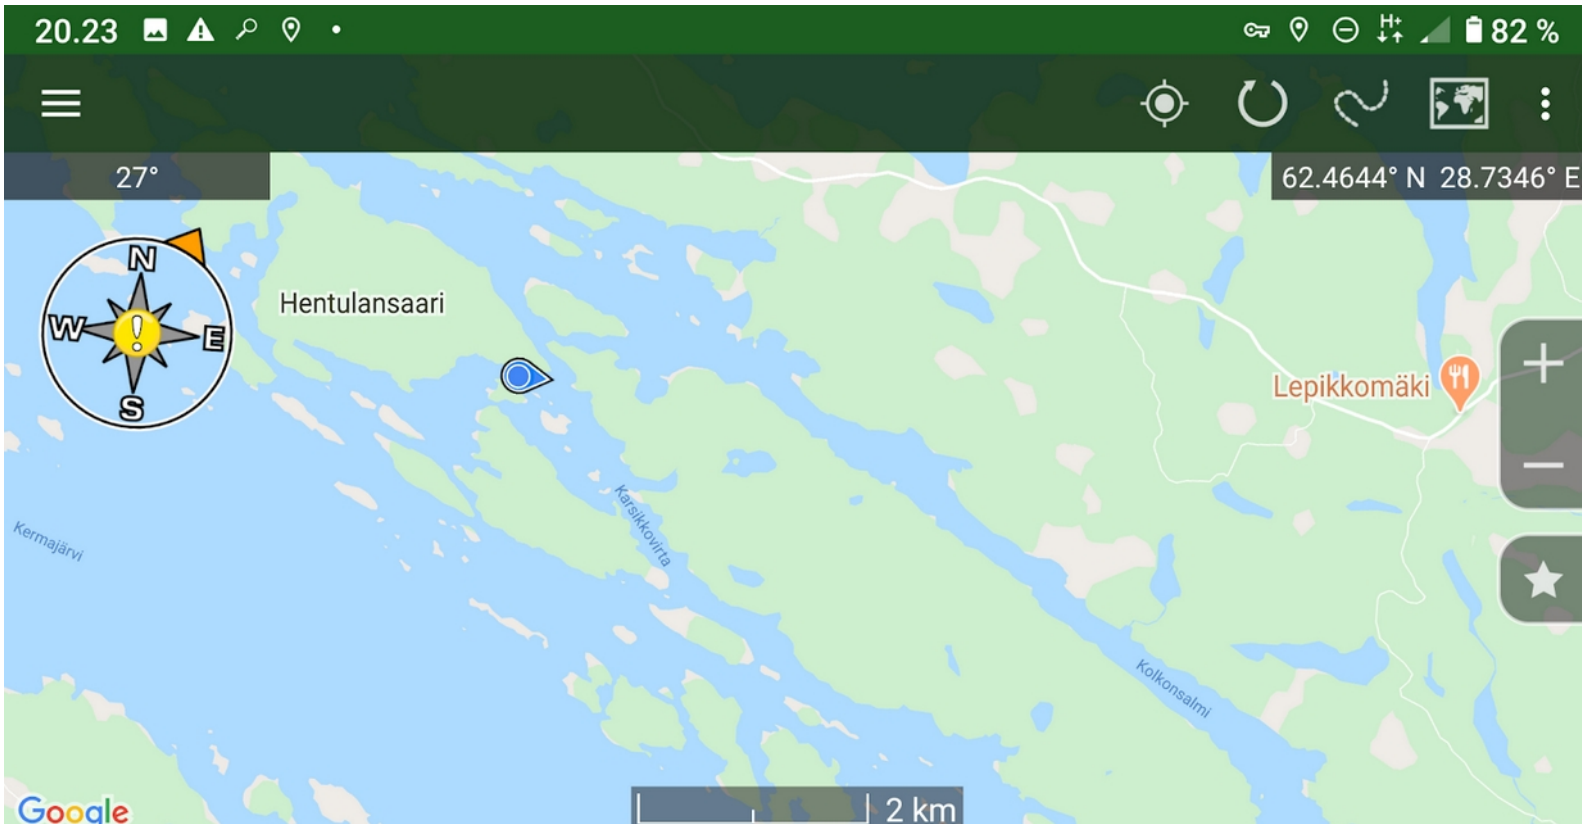 20.23
H+
82 %
27°
62.4644° N 28.7346° E
N
W
E
S
Hentulansaari
Lepikkomäki
Karsikkovirta
Kermajärvi
Kolkonsalmi
Google
2 km